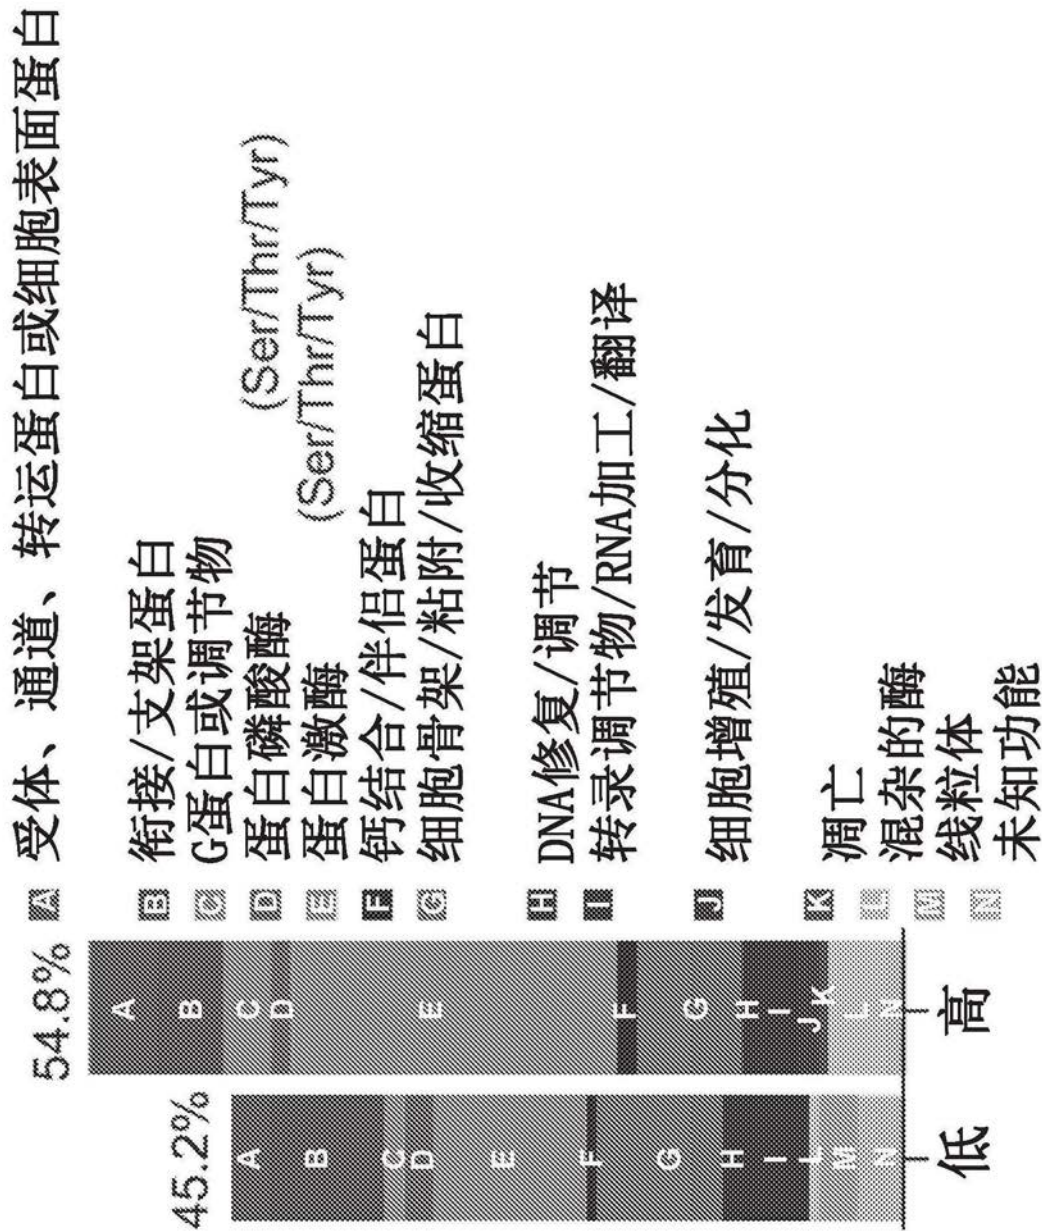 54.8%
45.2%
A
B
C
D
E
F
G
H
I
J
K
L
N
高
A
B
C
D
E
F
G
H
I
L
M
N
低
A 受体、通道、转运蛋白或细胞表面蛋白
B 衔接/支架蛋白
C G蛋白或调节物
D 蛋白磷酸酶 (Ser/Thr/Tyr)
E 蛋白激酶 (Ser/Thr/Tyr)
F 钙结合/伴侣蛋白
G 细胞骨架/粘附/收缩蛋白
H DNA修复/调节
I 转录调节物/RNA加工/翻译
J 细胞增殖/发育/分化
K 凋亡
L 混杂的酶
M 线粒体
N 未知功能